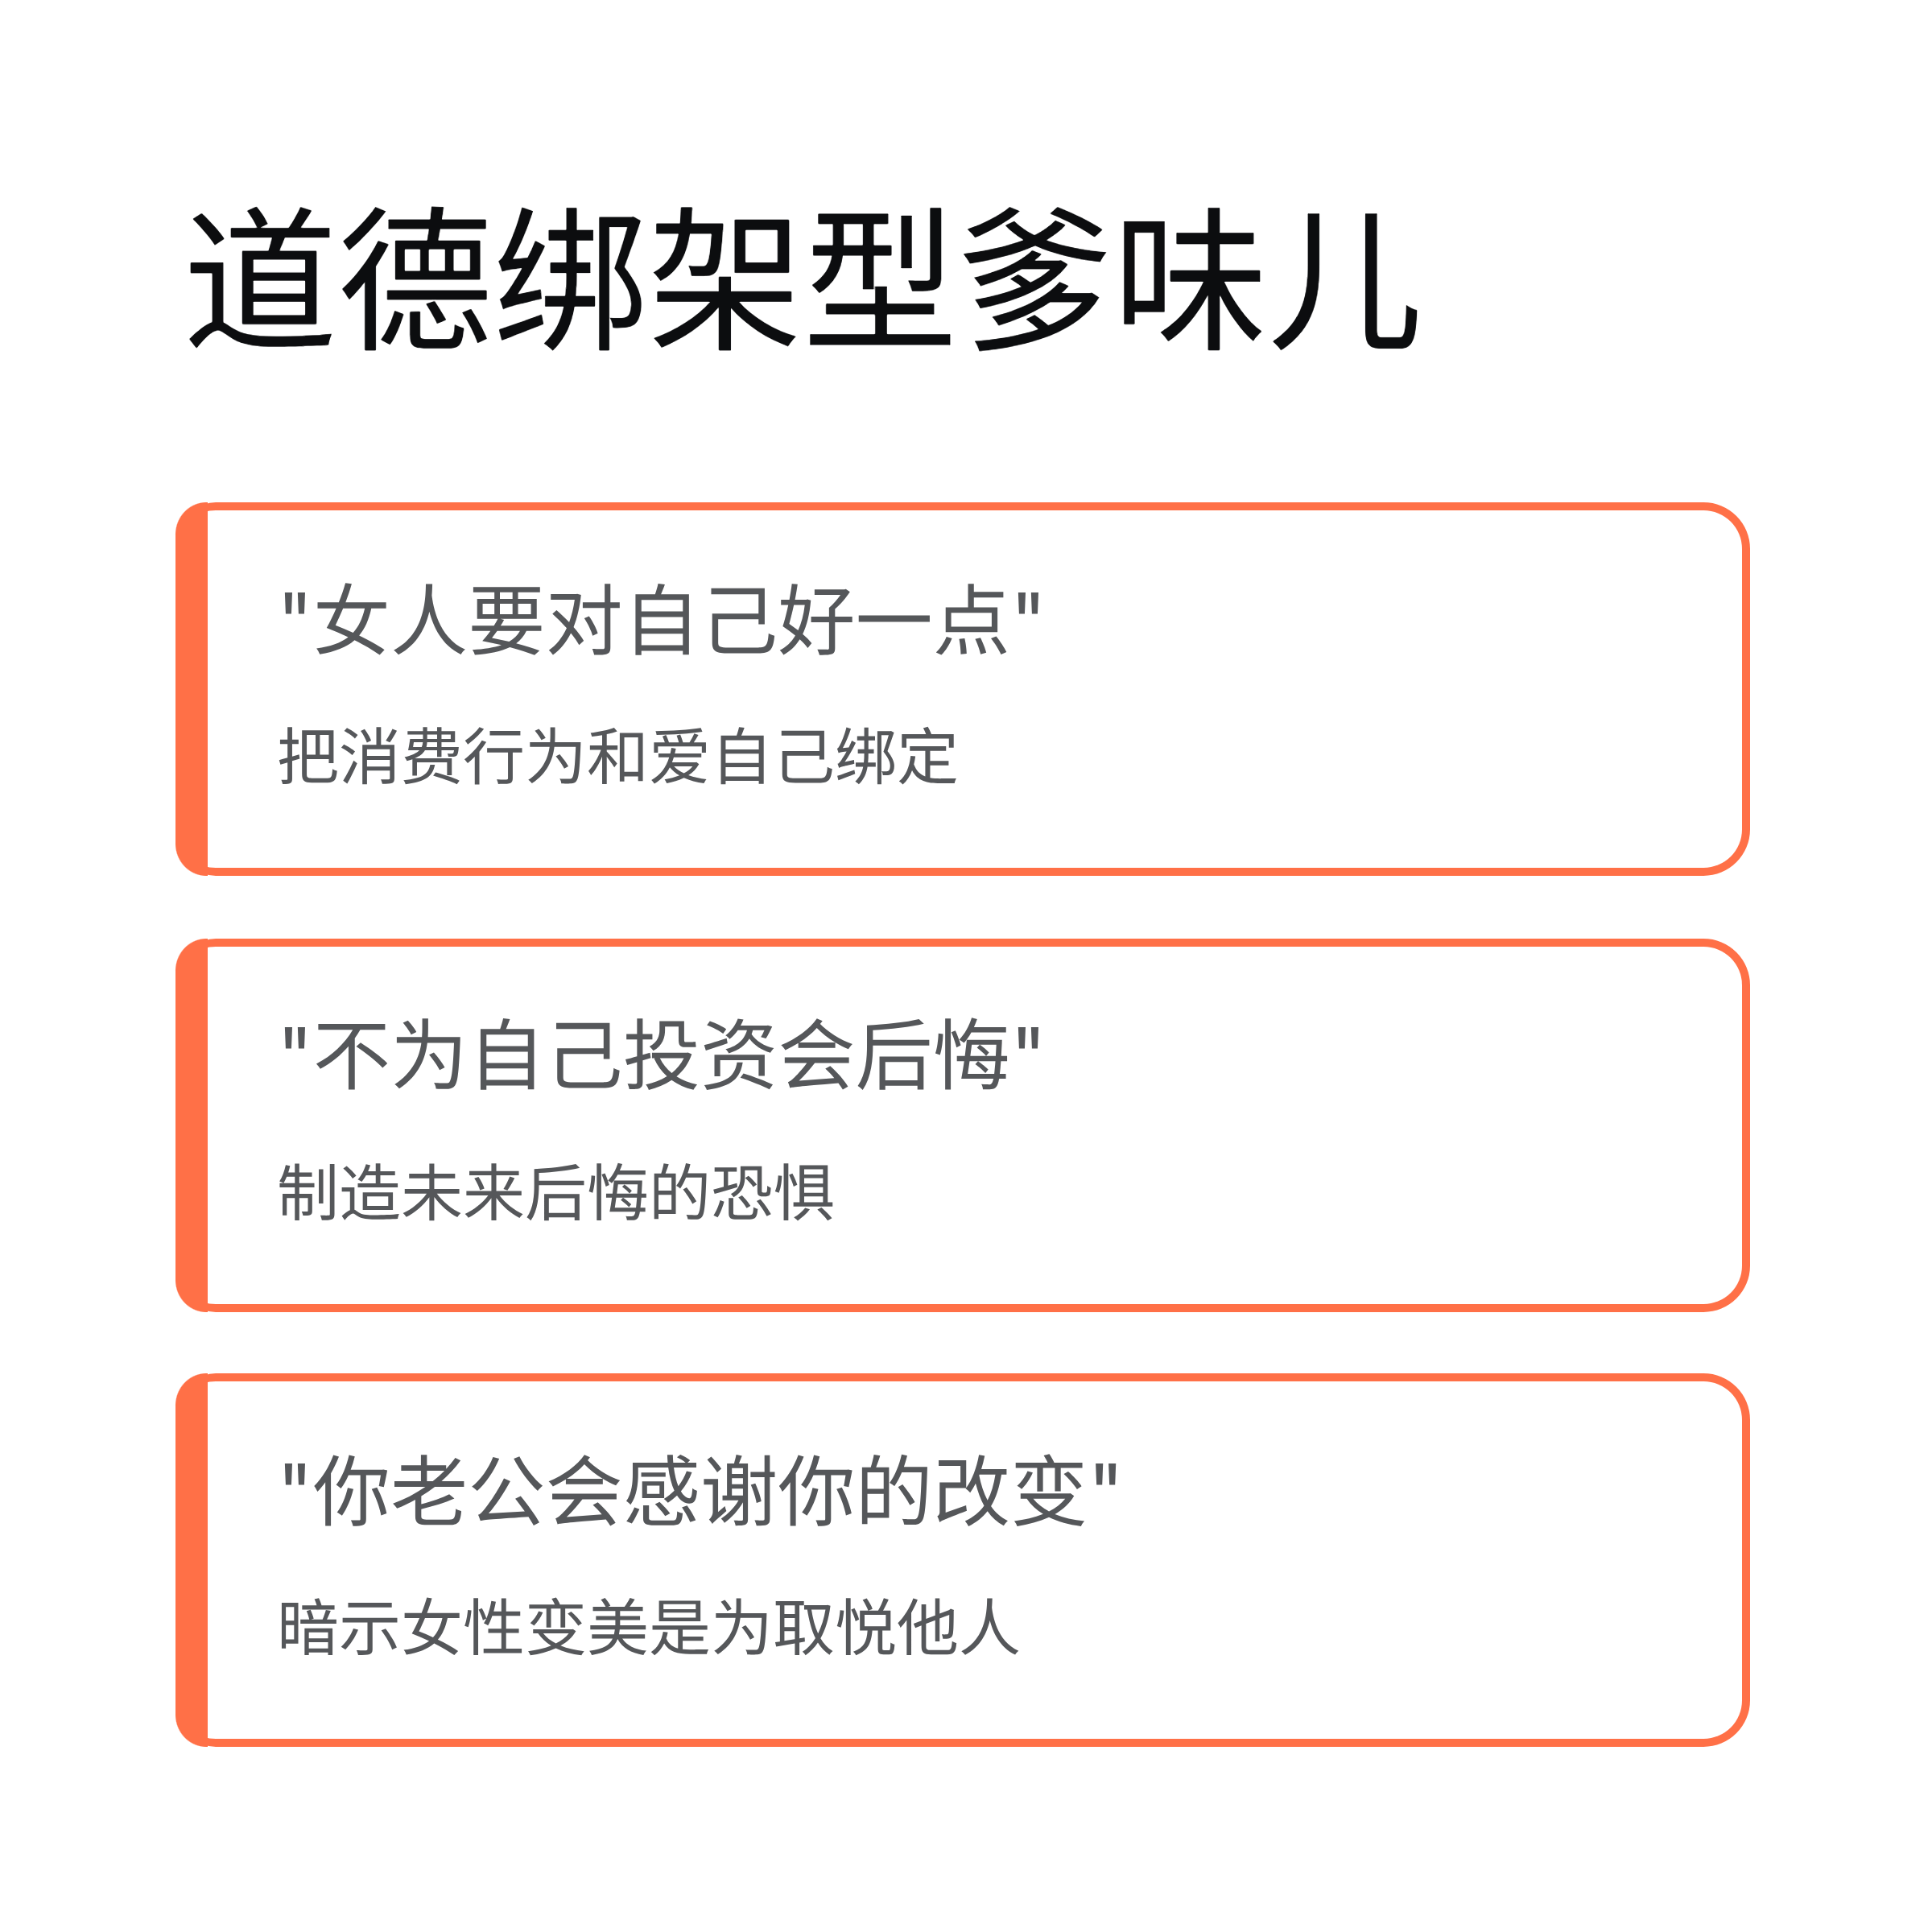 道德绑架型爹味儿
"女人要对自己好一点"
把消费行为和爱自己绑定
"不为自己投资会后悔"
制造未来后悔的恐惧
"你老公会感谢你的改变"
暗示女性变美是为取悦他人